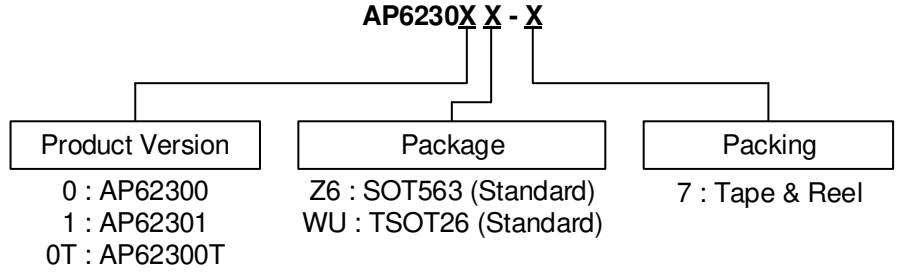 AP6230X X - X
Product Version
0 : AP62300
1 : AP62301
0T : AP62300T
Package
Z6 : SOT563 (Standard)
WU : TSOT26 (Standard)
Packing
7 : Tape & Reel